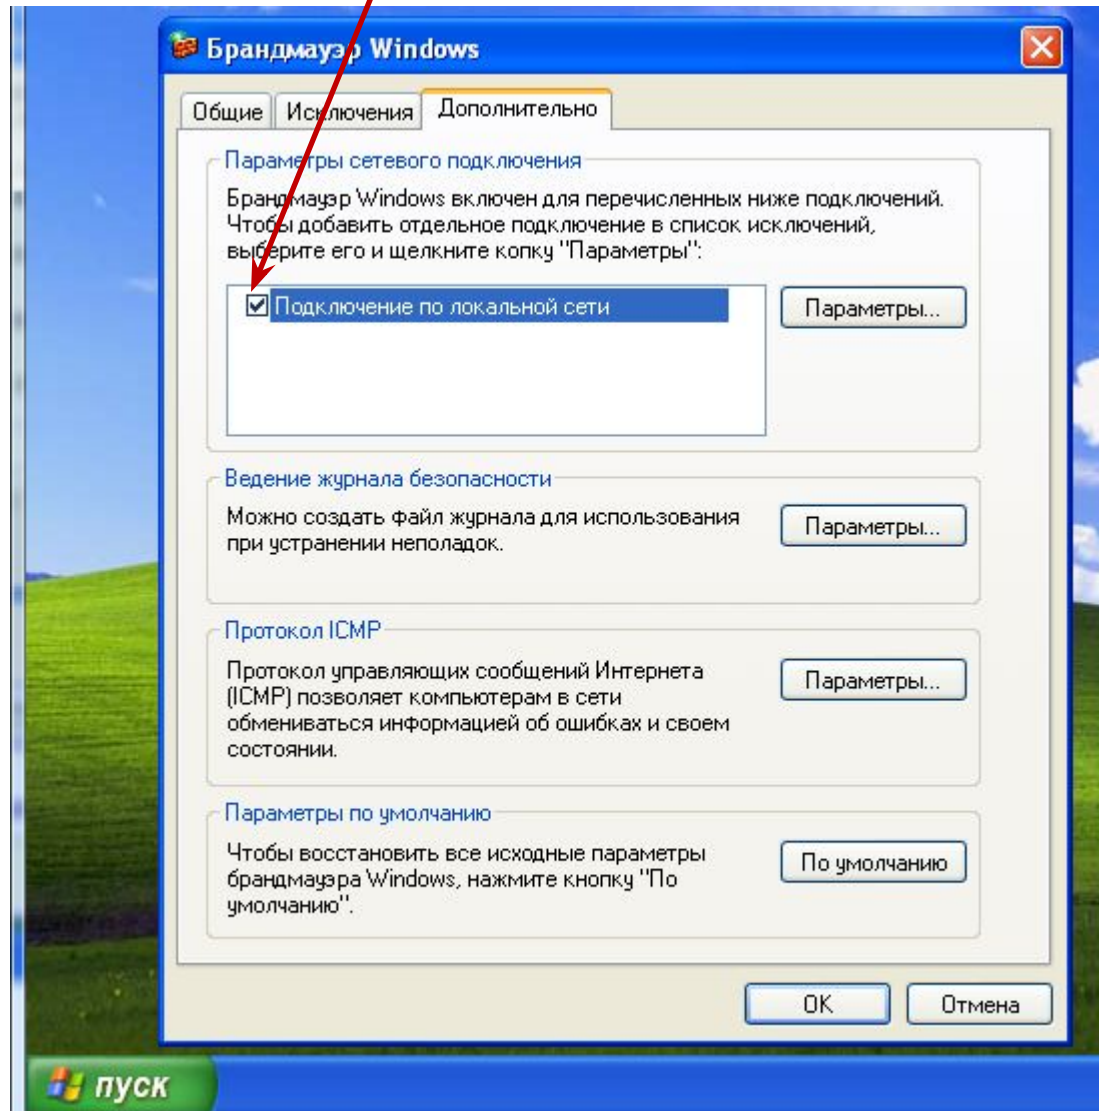 Брандмауэр Windows
Общие
Исключения
Дополнительно
Параметры сетевого подключения
Брандмауэр Windows включен для перечисленных ниже подключений.
Чтобы добавить отдельное подключение в список исключений,
выберите его и щелкните копку "Параметры":
Подключение по локальной сети
Параметры...
Ведение журнала безопасности
Можно создать файл журнала для использования
при устранении неполадок.
Параметры...
Протокол ICMP
Протокол управляющих сообщений Интернета
(ICMP) позволяет компьютерам в сети
обмениваться информацией об ошибках и своем
состоянии.
Параметры...
Параметры по умолчанию
Чтобы восстановить все исходные параметры
брандмауэра Windows, нажмите кнопку "По
умолчанию".
По умолчанию
OK
Отмена
пуск